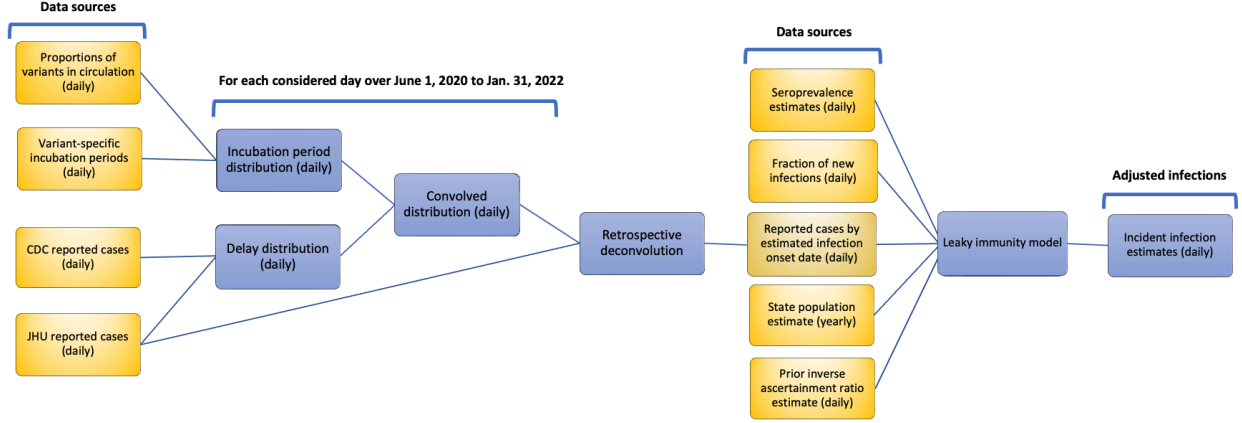 Data sources
Proportions of
variants in circulation
(daily)
Variant-specific
incubation periods
(daily)
CDC reported cases
(daily)
JHU reported cases
(daily)
For each considered day over June 1, 2020 to Jan. 31, 2022
Incubation period
distribution (daily)
Delay distribution
(daily)
Convolved
distribution (daily)
Retrospective
deconvolution
Data sources
Seroprevalence
estimates (daily)
Fraction of new
infections (daily)
Reported cases by
estimated infection
onset date (daily)
State population
estimate (yearly)
Prior inverse
ascertainment ratio
estimate (daily)
Leaky immunity model
Adjusted infections
Incident infection
estimates (daily)